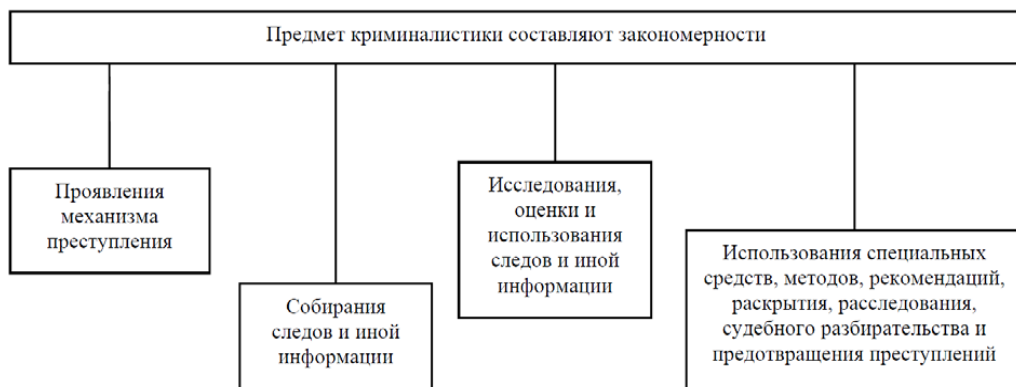 Предмет криминалистики составляют закономерности
Проявления
механизма
преступления
Собирания
следов и иной
информации
Исследования,
оценки и
использования
следов и иной
информации
Использования специальных
средств, методов, рекомендаций,
раскрытия, расследования,
судебного разбирательства и
предотвращения преступлений